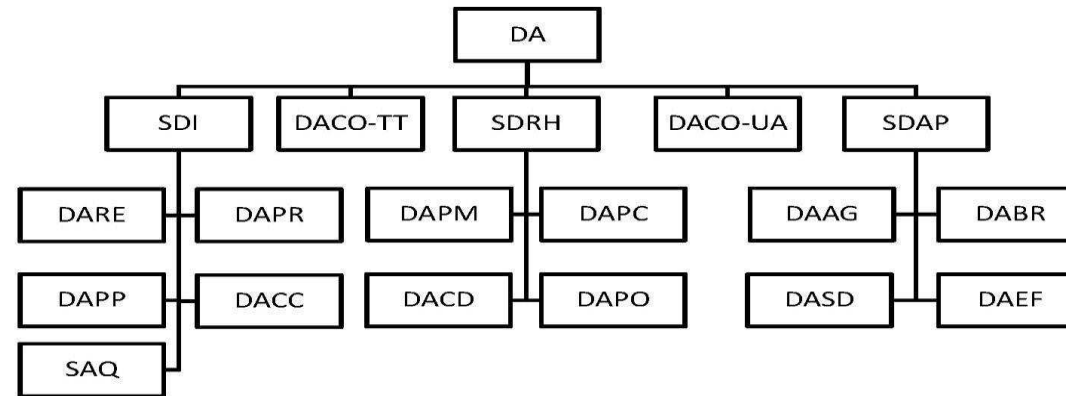 DA
SDI DACO-TT SDRH DACO-UA SDAP
DARE DAPR DAPM DAPC DAAG DABR
DAPP DACC DACD DAPO DASD DAEF
SAQ